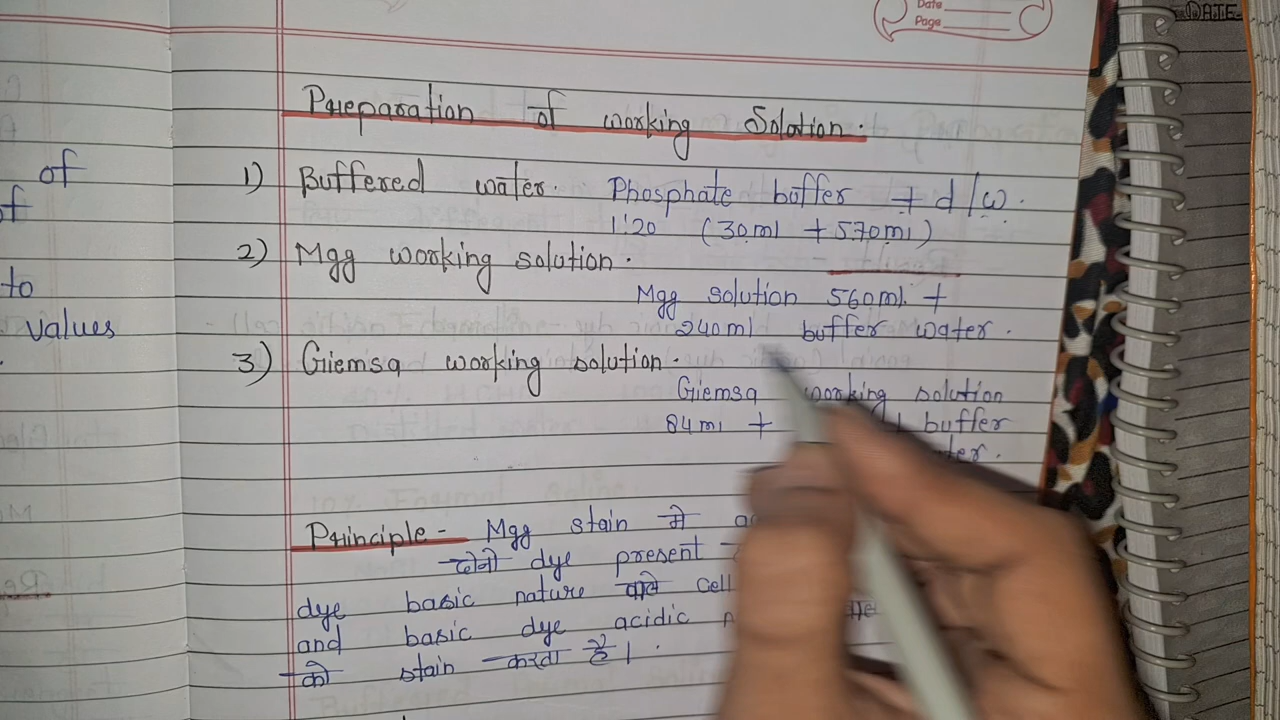 Date
Page
DATE
Preparation of working Solotion.
1) Buffered water. Phosphate buffer + d/w.
1:20 (30ml + 570ml)
2) Mgg working solution.
Mgg solution 560ml +
240ml buffer water.
3) Giemsa working solution.
Giemsa working solution
84ml + buffer
Principle - Mgg stain मे
दोनो dye present
dye basic nature वाले cell
and basic dye acidic
को stain करता है।
of
of
to
values